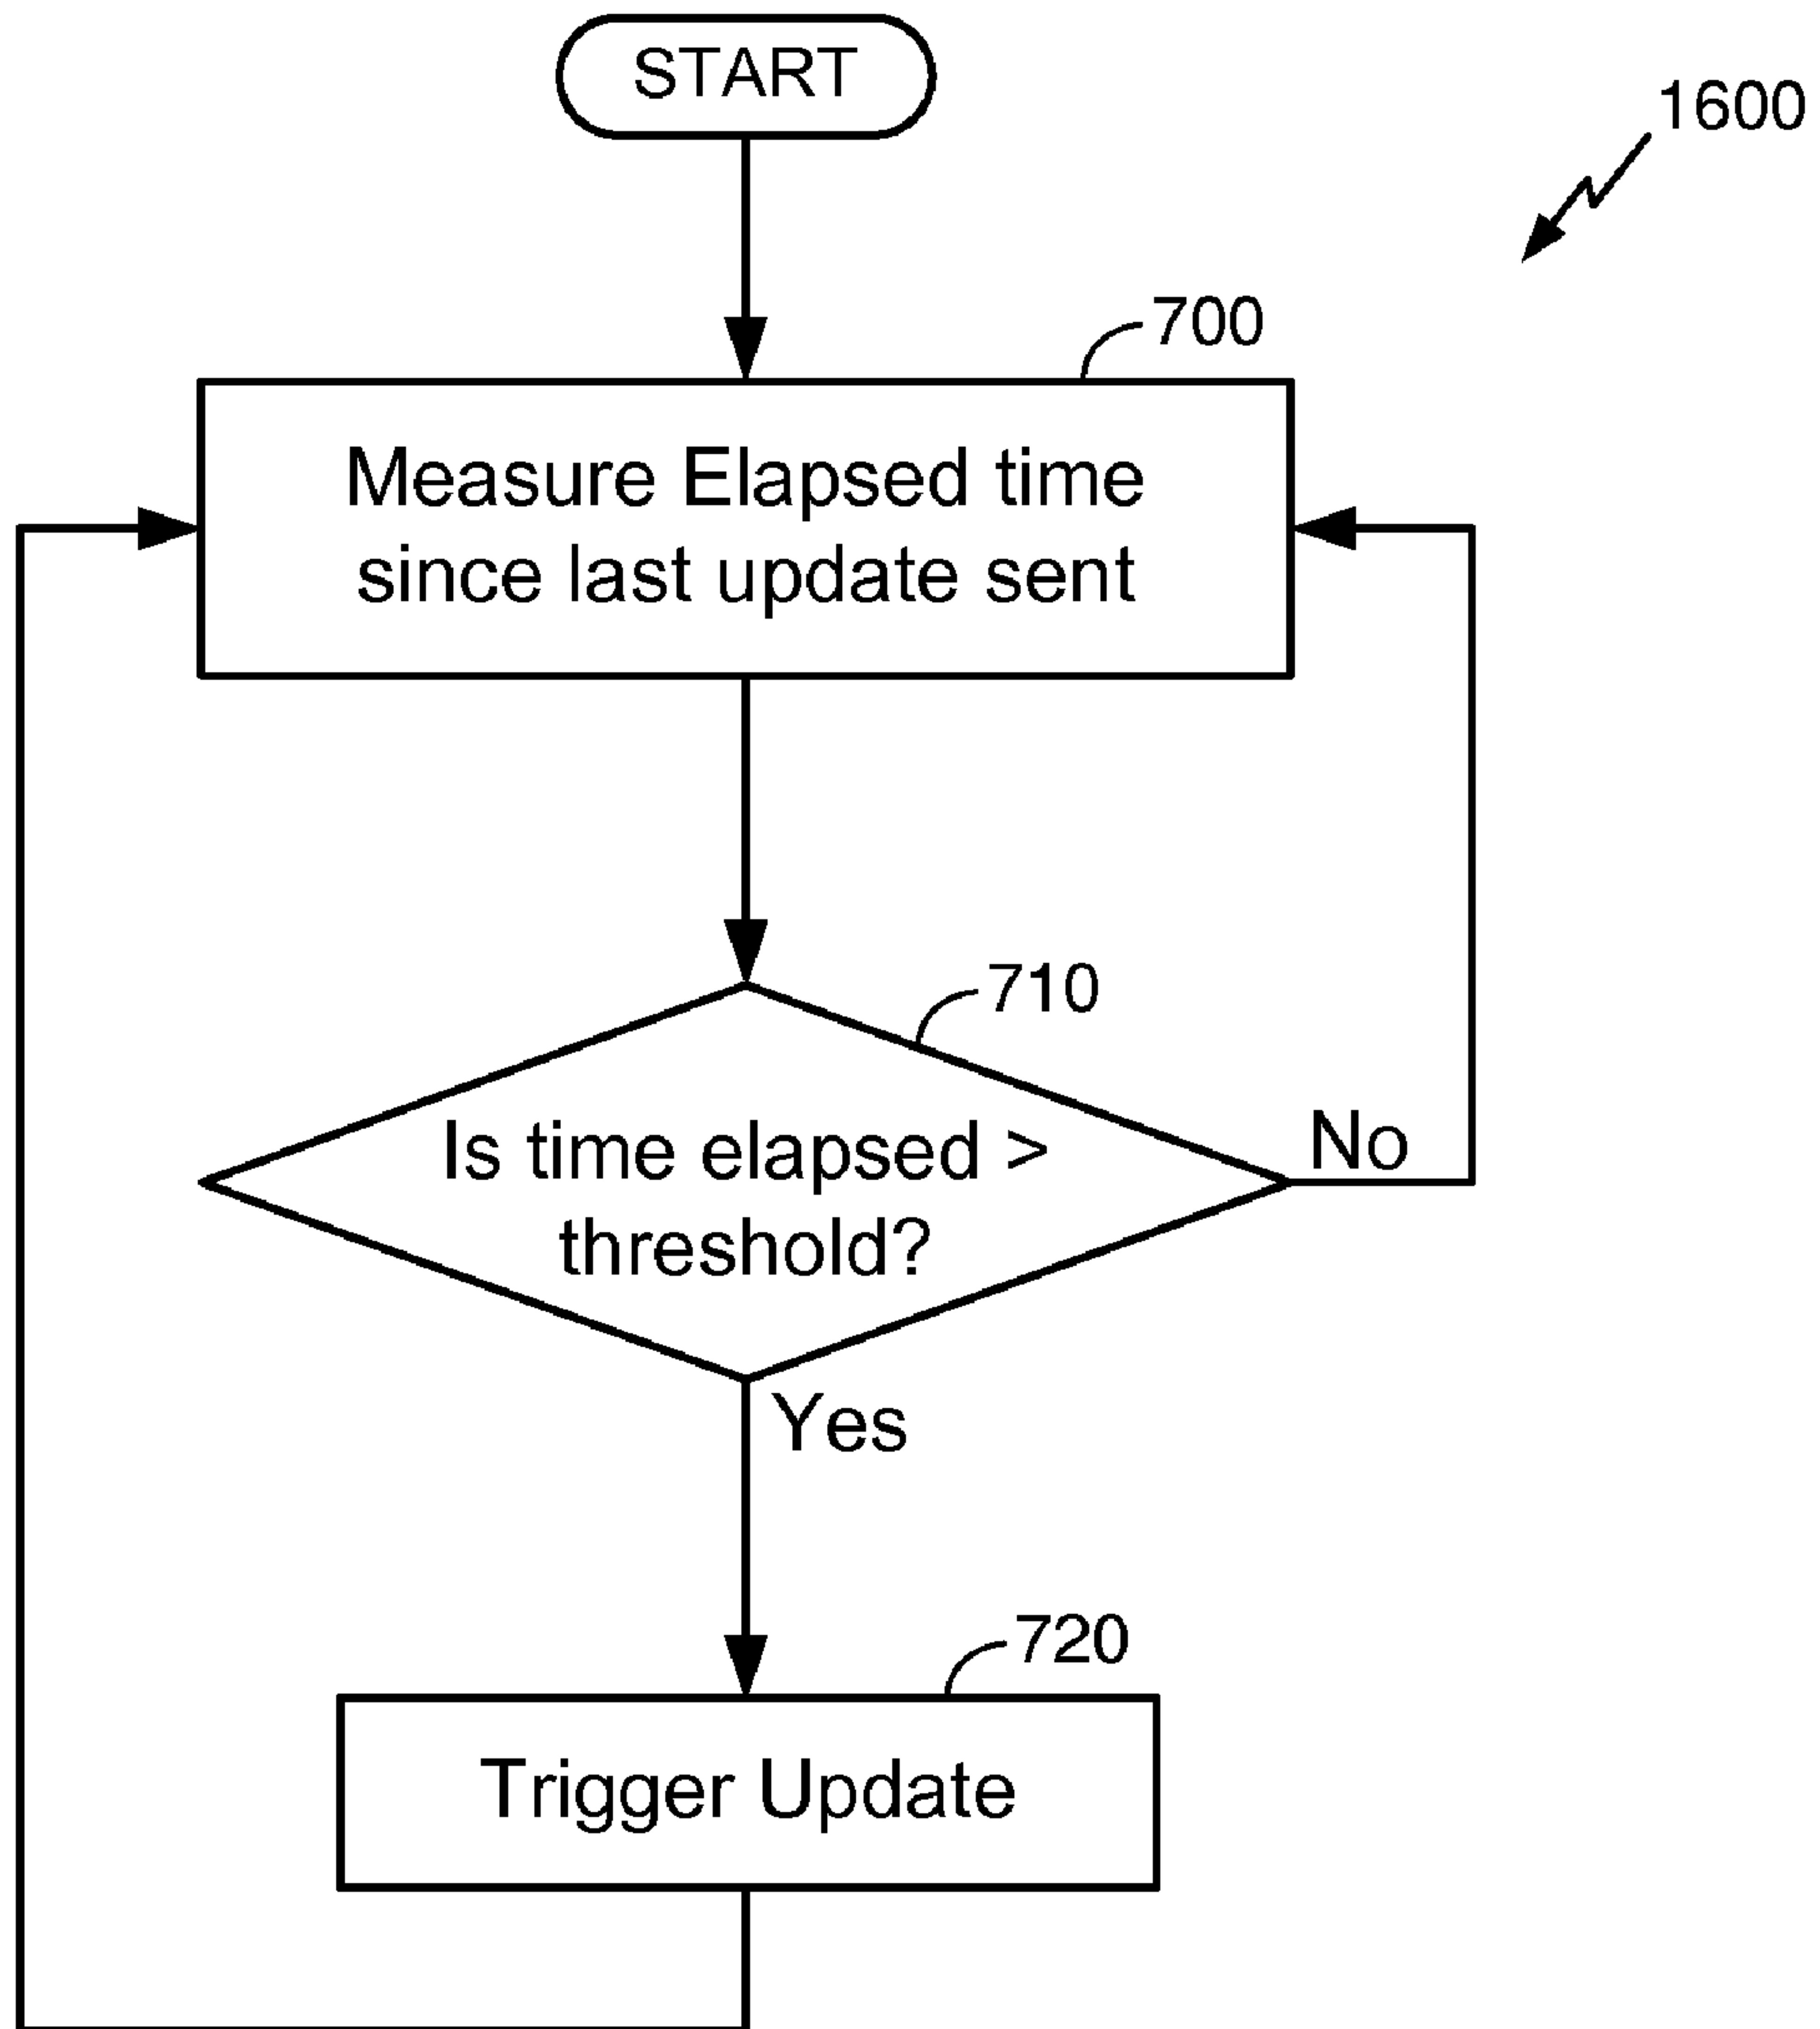 START
1600
700
Measure Elapsed time
since last update sent
710
Is time elapsed >
threshold?
No
Yes
720
Trigger Update